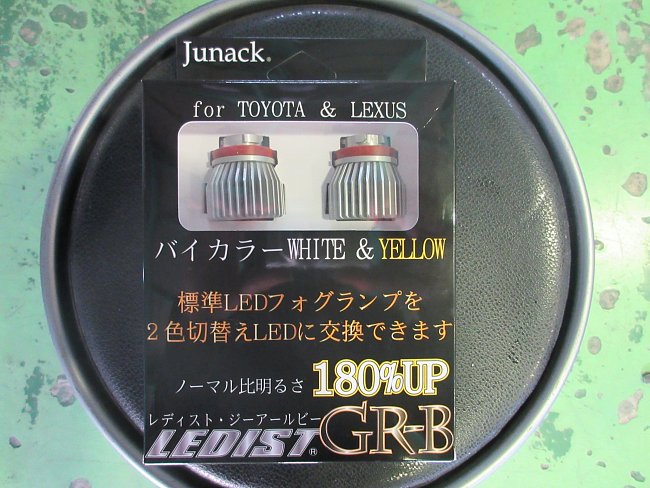 Junack®
for TOYOTA & LEXUS
バイカラーWHITE & YELLOW
標準LEDフォグランプを
2色切替えLEDに交換できます
ノーマル比明るさ 180%UP
レディスト・ジーアールビー
LEDIST® GR-B